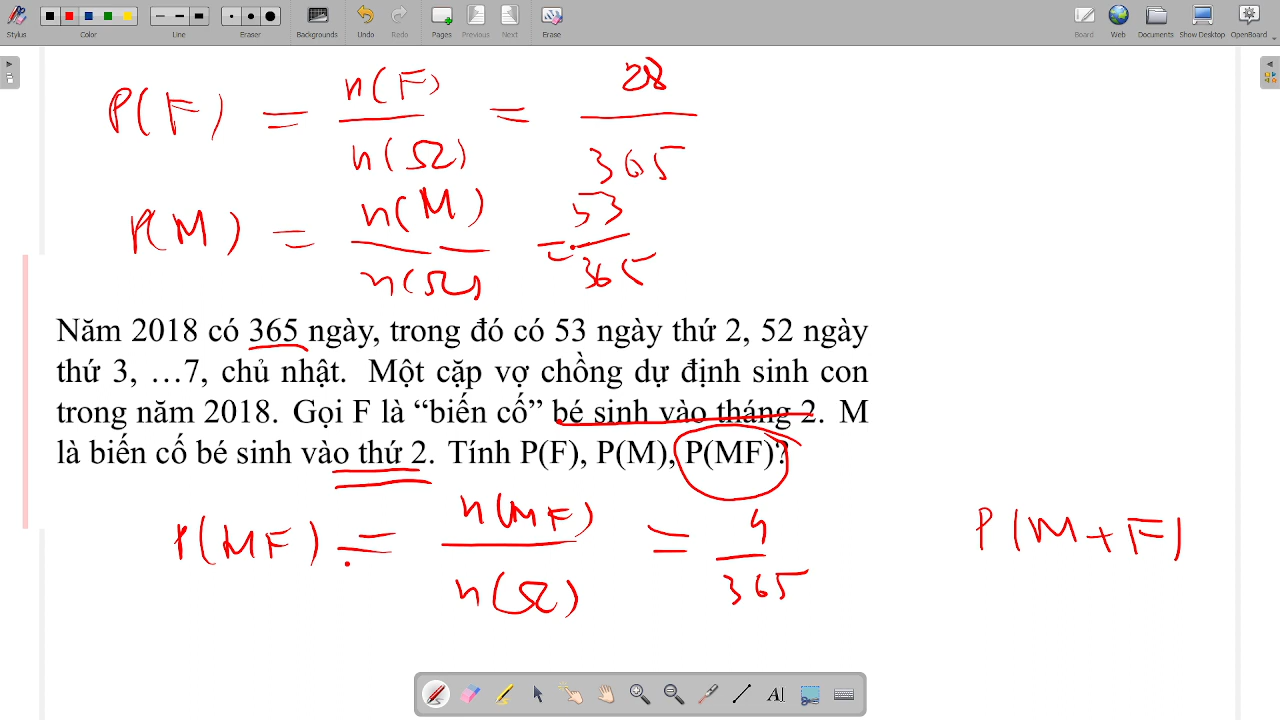 Stylus Color Line Eraser Backgrounds Undo Redo Pages Previous Next Erase Board Web Documents Show Desktop OpenBoard
P(F) = n(F) / n(Ω) = 28 / 365
P(M) = n(M) / n(Ω) = 53 / 365
Năm 2018 có 365 ngày, trong đó có 53 ngày thứ 2, 52 ngày
thứ 3, …7, chủ nhật. Một cặp vợ chồng dự định sinh con
trong năm 2018. Gọi F là “biến cố” bé sinh vào tháng 2. M
là biến cố bé sinh vào thứ 2. Tính P(F), P(M), P(MF)?
P(MF) = n(MF) / n(Ω) = 4 / 365 P(M+F)